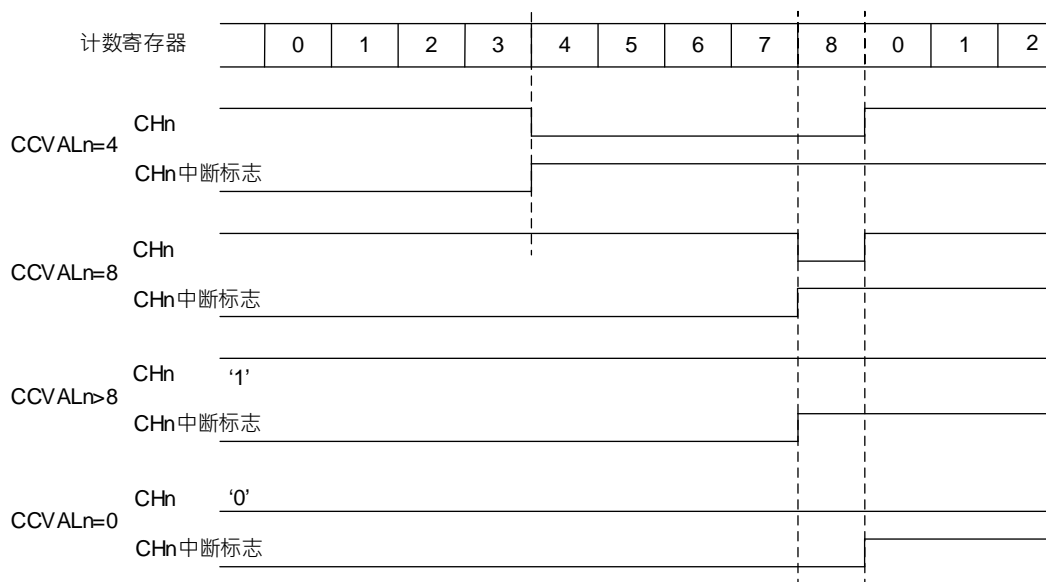 计数寄存器 0 1 2 3 4 5 6 7 8 0 1 2
CHn
CCVALn=4
CHn中断标志
CHn
CCVALn=8
CHn中断标志
CHn ‘1’
CCVALn>8
CHn中断标志
CHn ‘0’
CCVALn=0
CHn中断标志